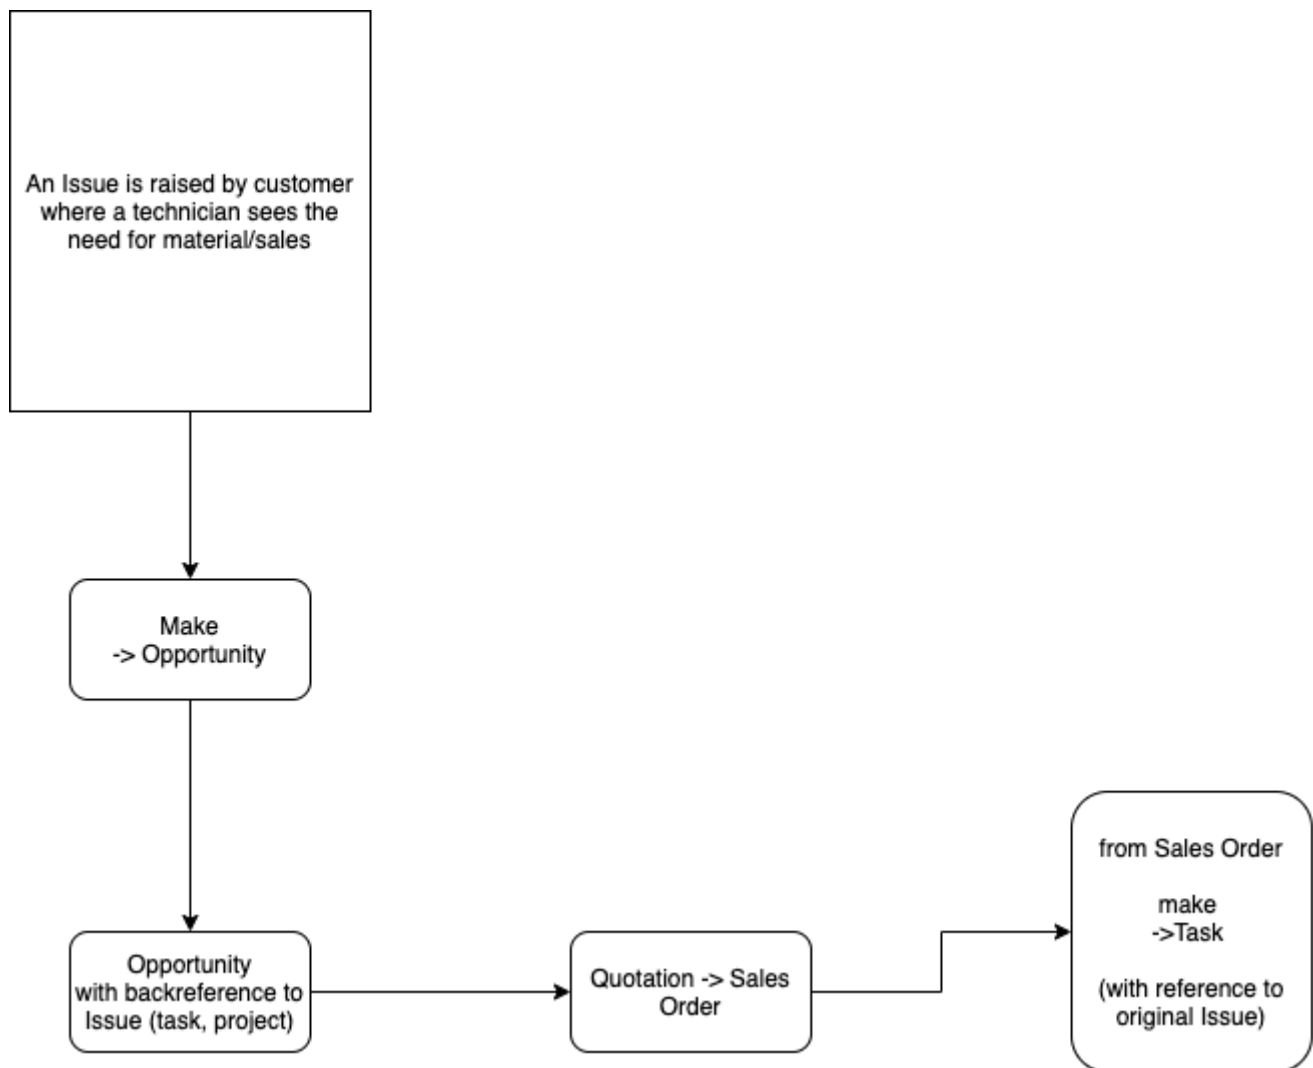 An Issue is raised by customer
where a technician sees the
need for material/sales
Make
-> Opportunity
Opportunity
with backreference to
Issue (task, project)
Quotation -> Sales
Order
from Sales Order
make
->Task
(with reference to
original Issue)